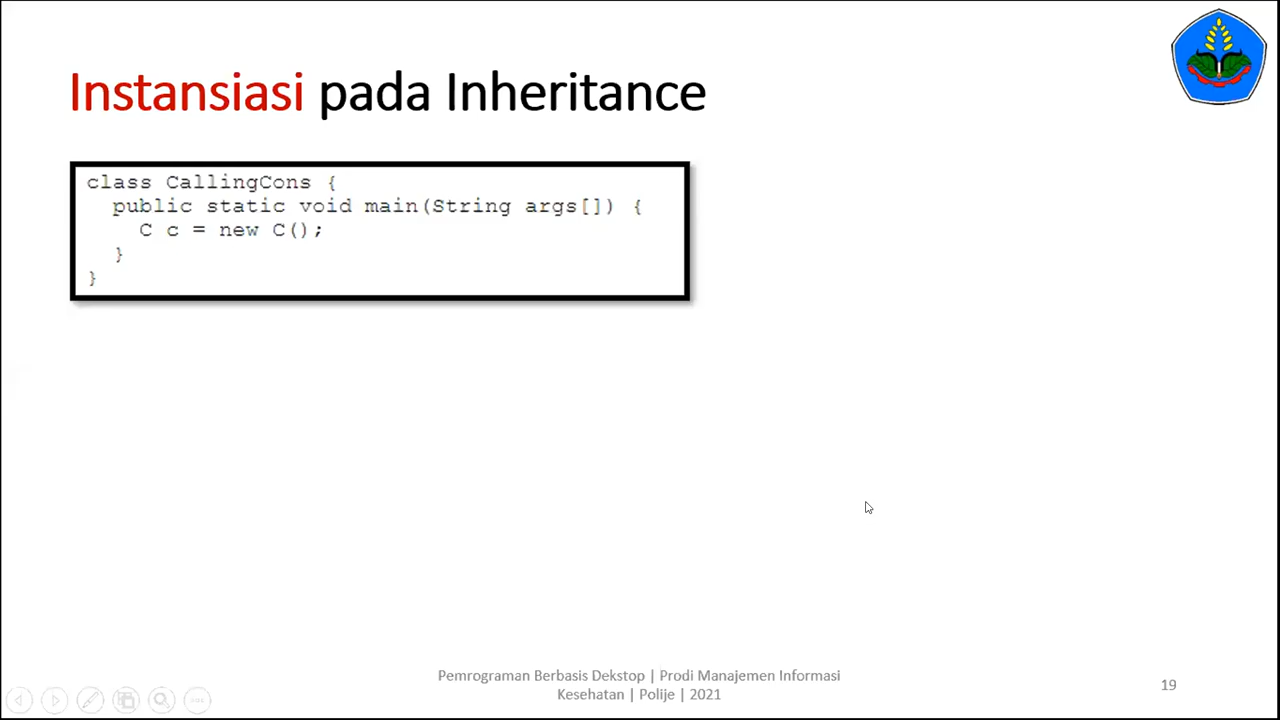 Instansiasi pada Inheritance
class CallingCons {
public static void main(String args[]) {
C c = new C();
}
}
Pemrograman Berbasis Dekstop | Prodi Manajemen Informasi
Kesehatan | Polije | 2021
19